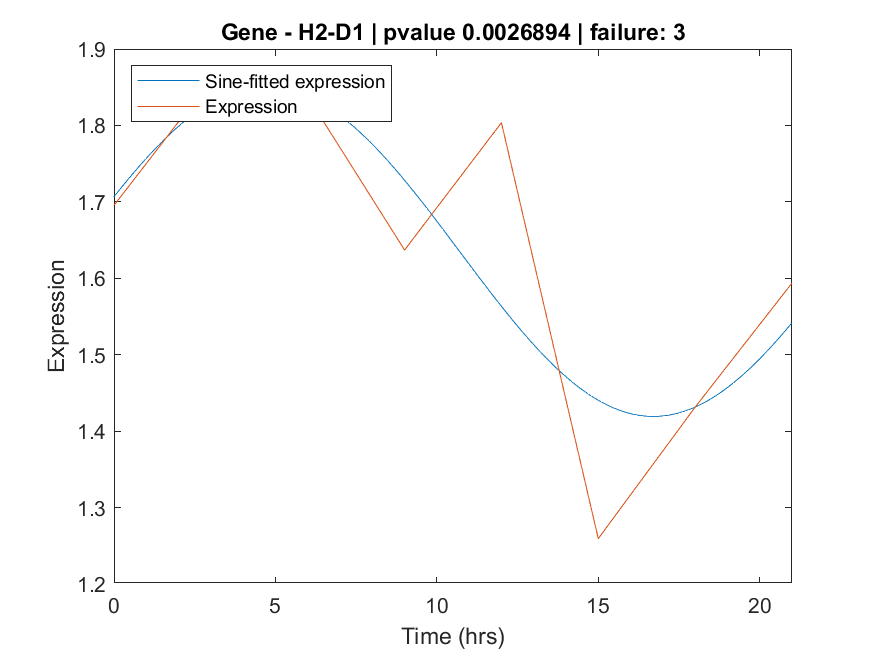 Gene - H2-D1 | pvalue 0.0026894 | failure: 3
1.9
Sine-fitted expression
Expression
1.8
1.7
1.6
1.5
1.4
1.3
1.2
Expression
0
5
10
15
20
Time (hrs)